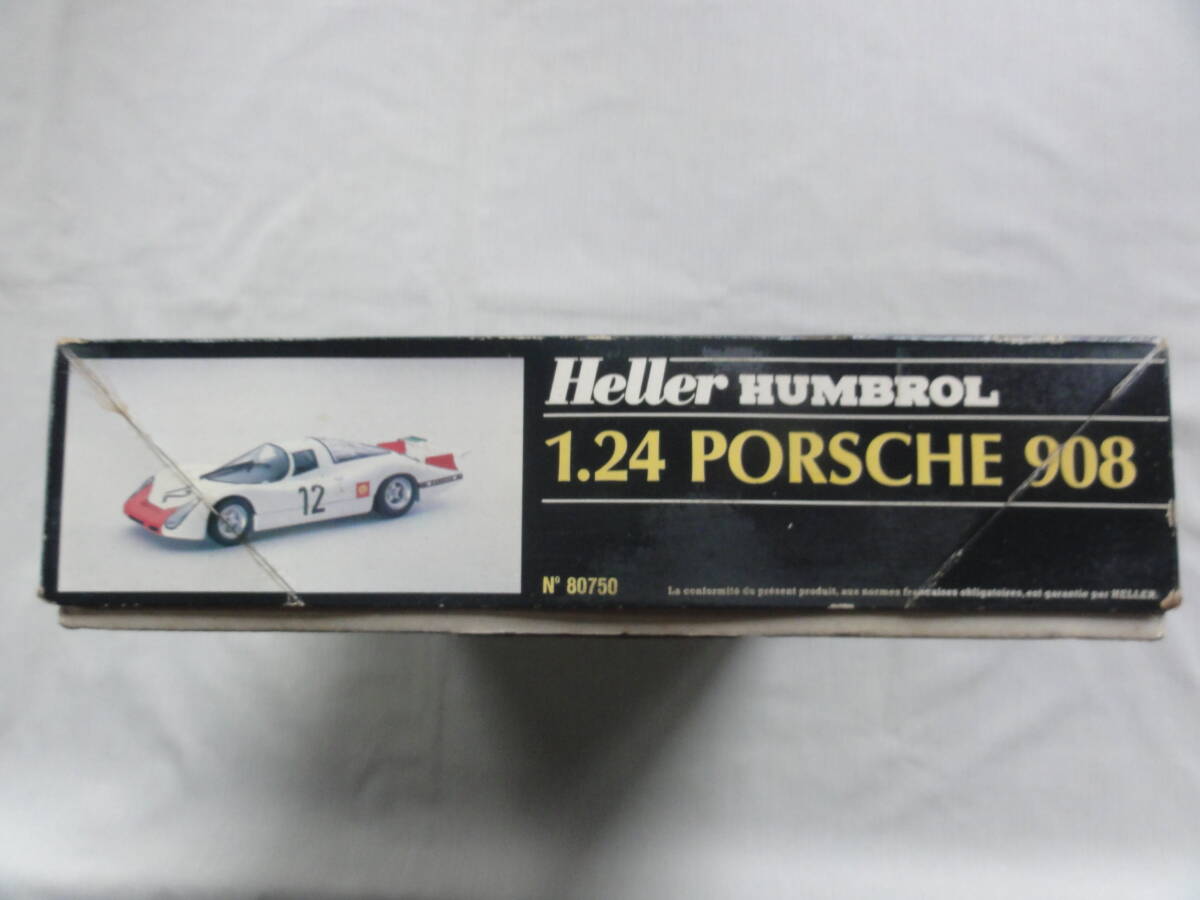 Heller HUMBROL
1.24 PORSCHE 908
12
N° 80750
La conformité du présent produit, aux normes françaises obligatoires, est garantie par HELLER.